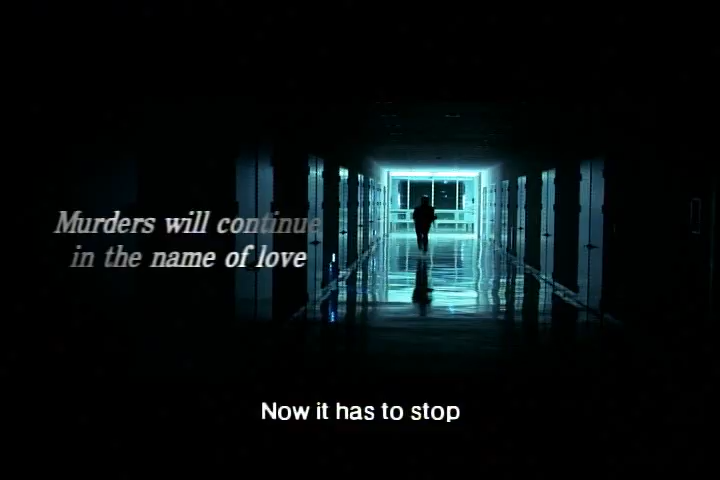 Murders will continue
in the name of love
Now it has to stop